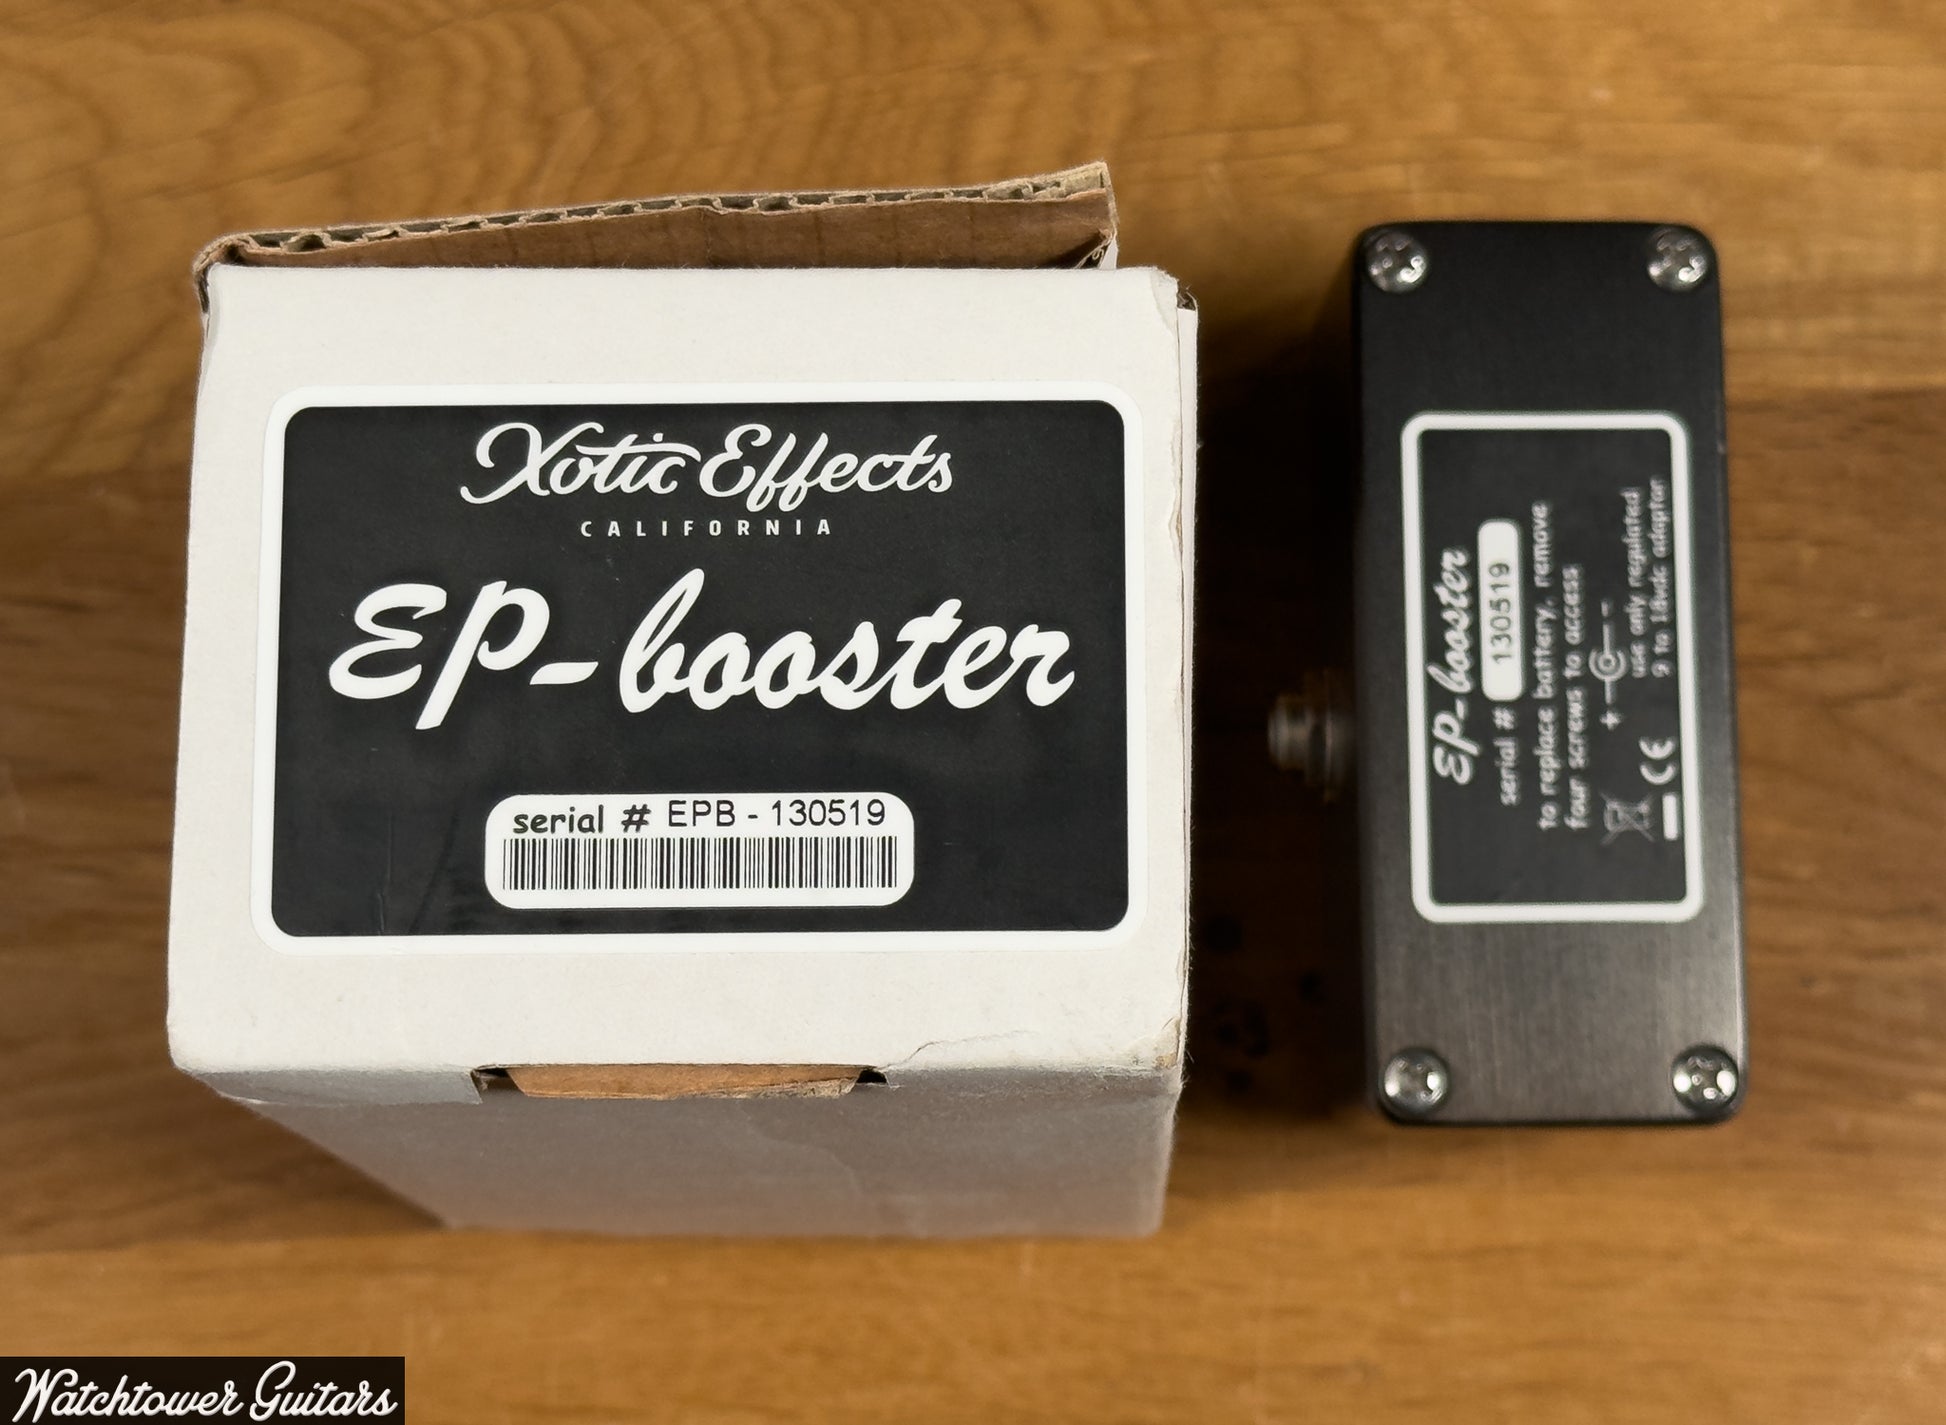 Xotic Effects
CALIFORNIA
EP-booster
serial # EPB - 130519
EP-booster
serial # 130519
to replace battery, remove
four screws to access
+ -
use only regulated
9 to 18vdc adaptor
CE
Watchtower Guitars